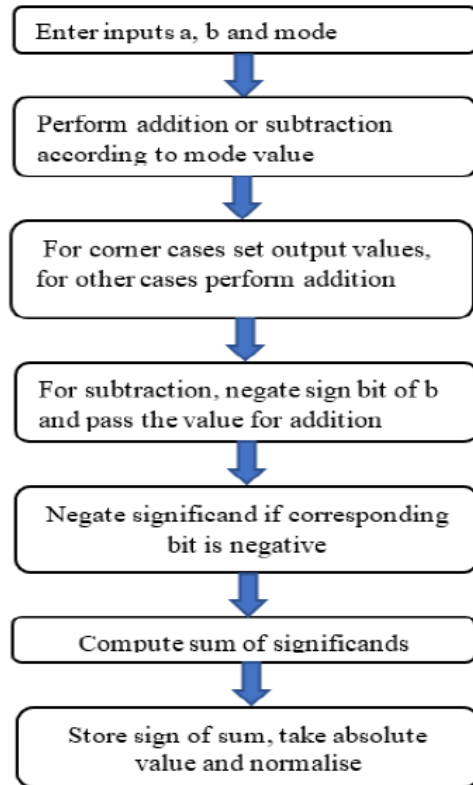 Enter inputs a, b and mode
Perform addition or subtraction
according to mode value
For corner cases set output values,
for other cases perform addition
For subtraction, negate sign bit of b
and pass the value for addition
Negate significand if corresponding
bit is negative
Compute sum of significands
Store sign of sum, take absolute
value and normalise